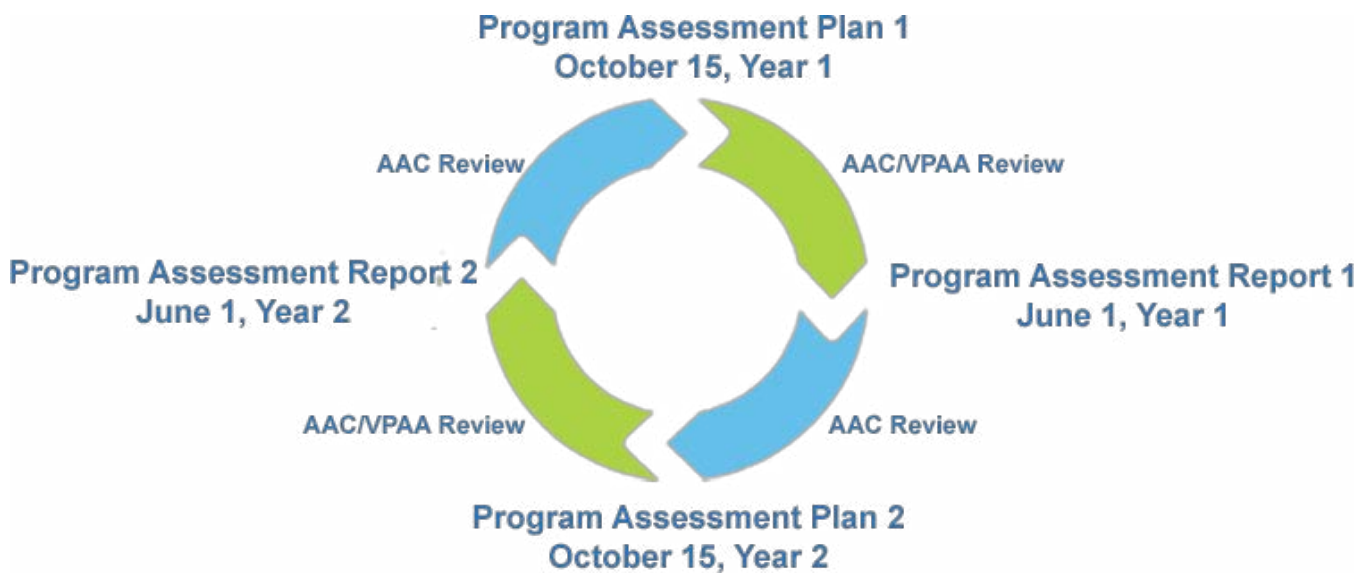 Program Assessment Plan 1
October 15, Year 1
AAC Review
AAC/VPAA Review
Program Assessment Report 2
June 1, Year 2
Program Assessment Report 1
June 1, Year 1
AAC/VPAA Review
AAC Review
Program Assessment Plan 2
October 15, Year 2